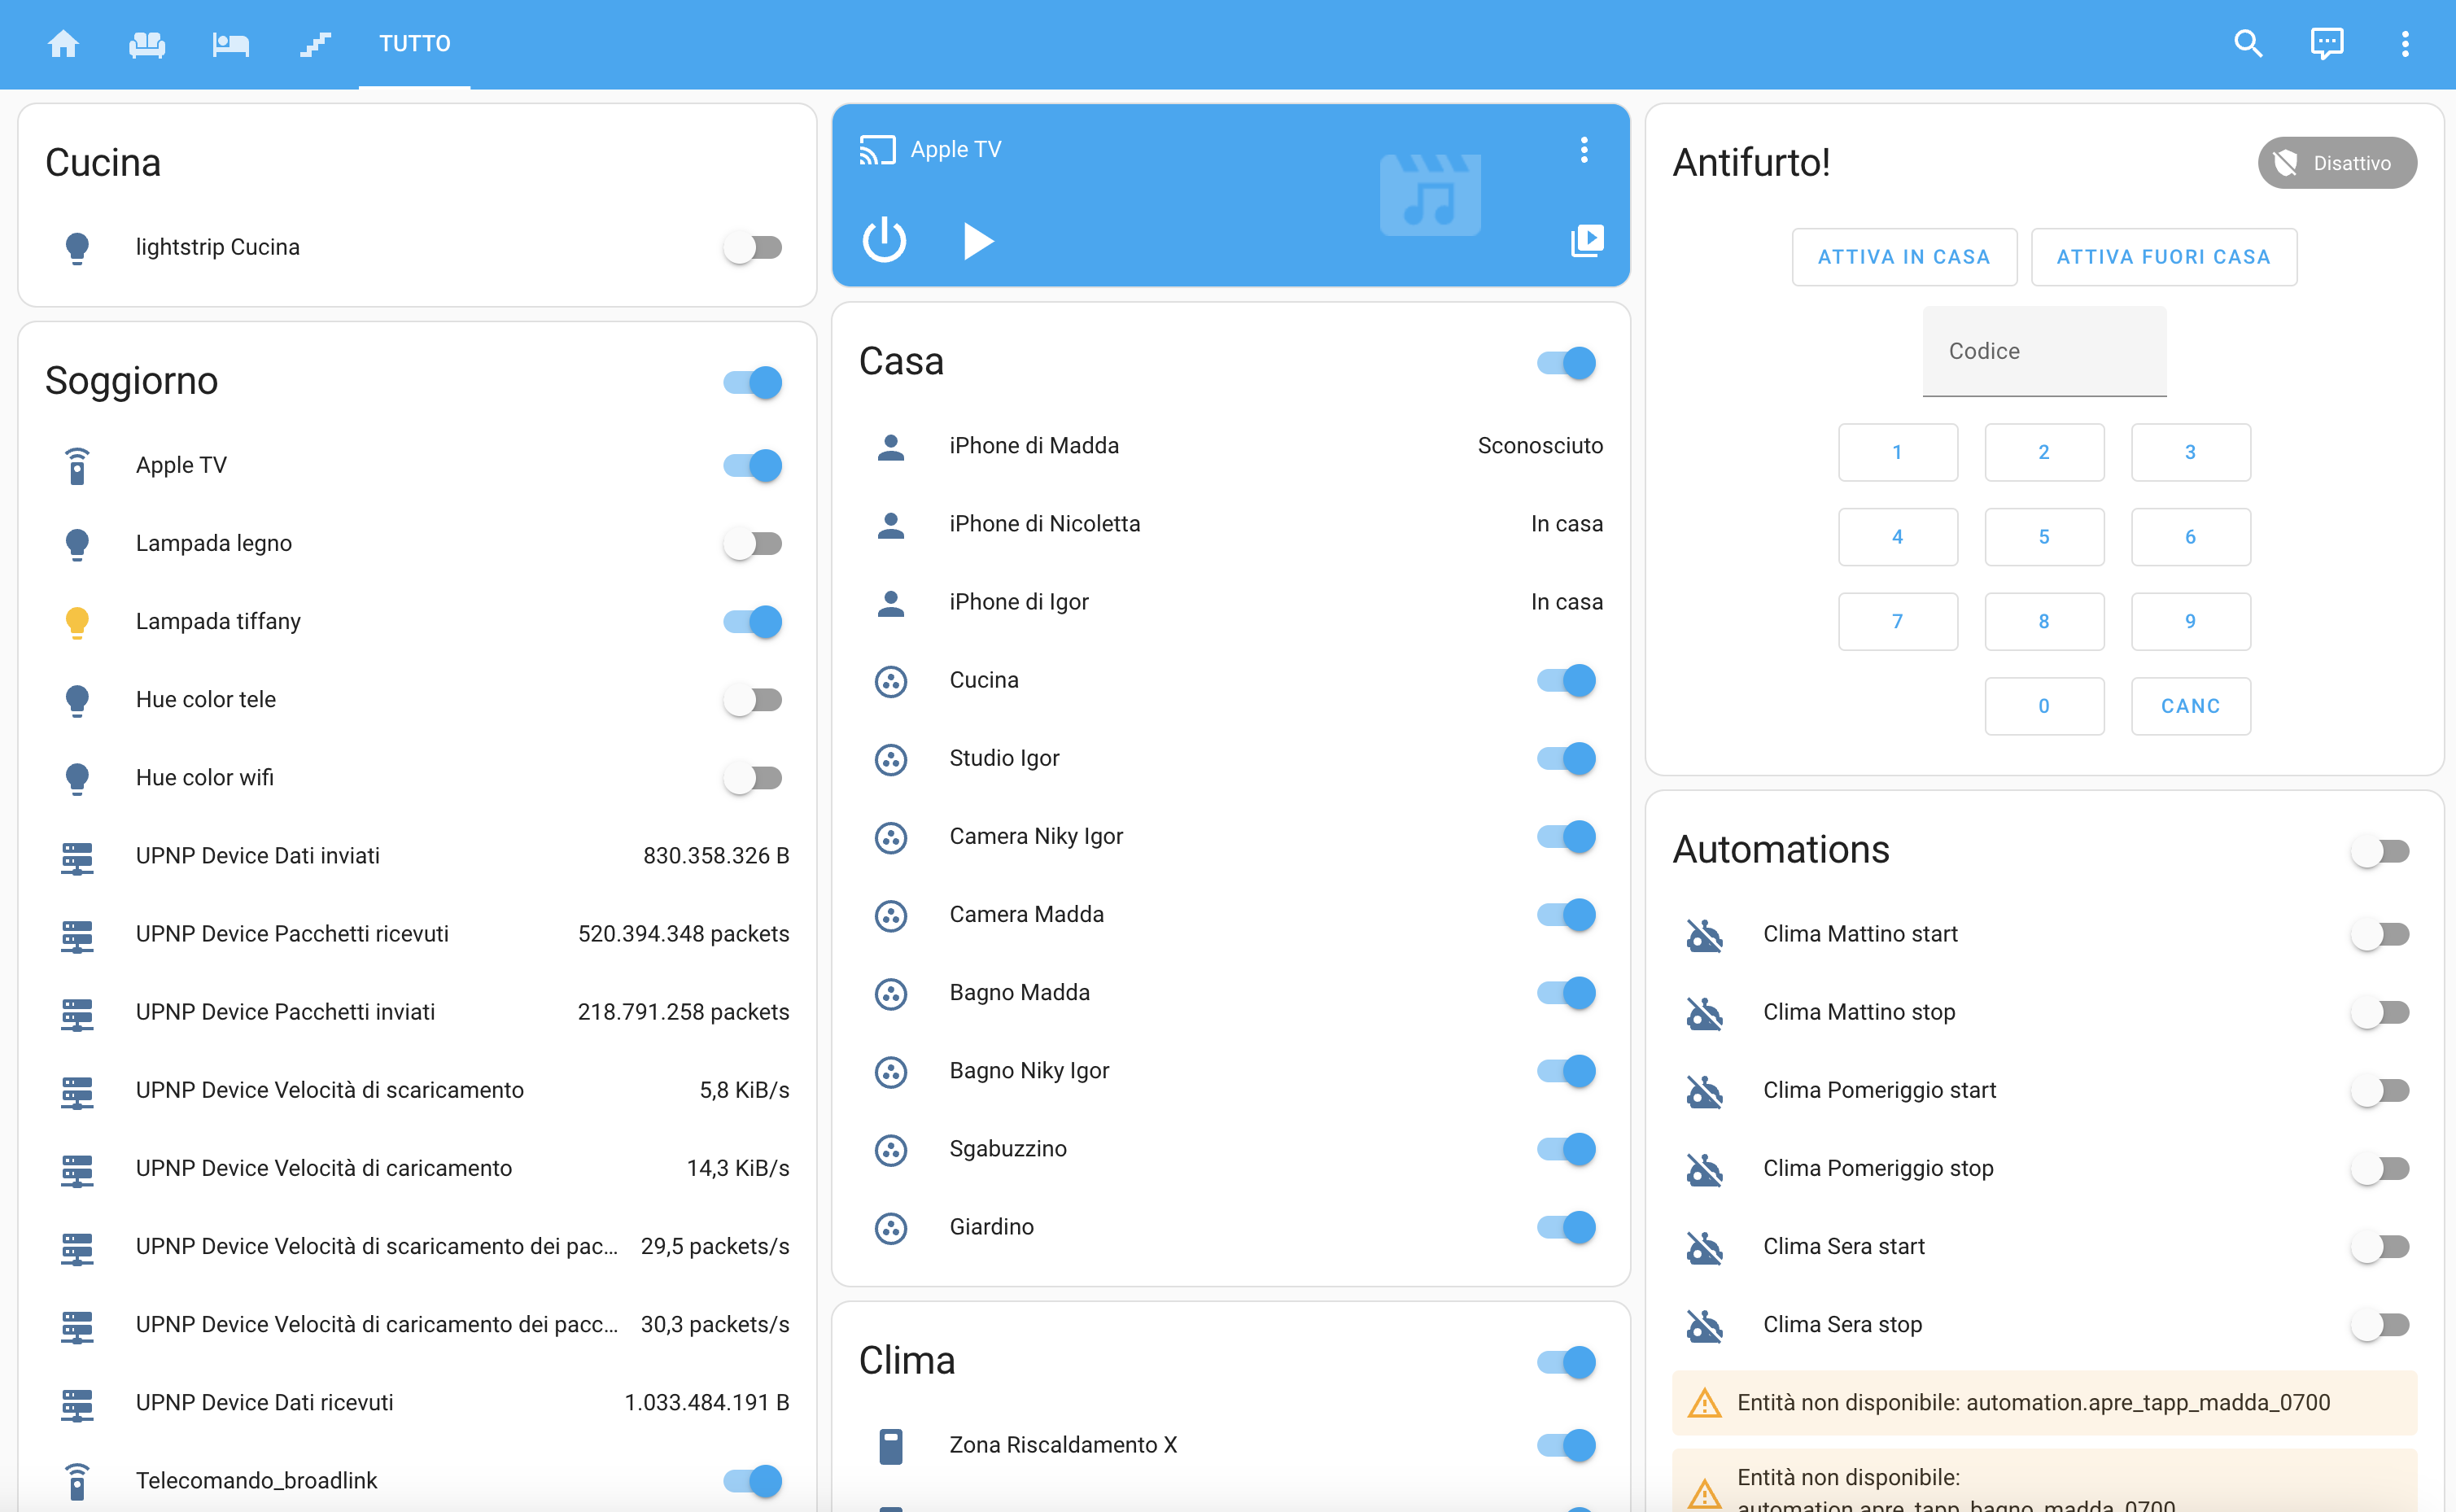 TUTTO
Cucina
lightstrip Cucina
Soggiorno
Apple TV
Lampada legno
Lampada tiffany
Hue color tele
Hue color wifi
UPNP Device Dati inviati 830.358.326 B
UPNP Device Pacchetti ricevuti 520.394.348 packets
UPNP Device Pacchetti inviati 218.791.258 packets
UPNP Device Velocità di scaricamento 5,8 KiB/s
UPNP Device Velocità di caricamento 14,3 KiB/s
UPNP Device Velocità di scaricamento dei pac... 29,5 packets/s
UPNP Device Velocità di caricamento dei pacc... 30,3 packets/s
UPNP Device Dati ricevuti 1.033.484.191 B
Telecomando_broadlink
Apple TV
Casa
iPhone di Madda Sconosciuto
iPhone di Nicoletta In casa
iPhone di Igor In casa
Cucina
Studio Igor
Camera Niky Igor
Camera Madda
Bagno Madda
Bagno Niky Igor
Sgabuzzino
Giardino
Clima
Zona Riscaldamento X
Antifurto! Disattivo
ATTIVA IN CASA ATTIVA FUORI CASA
Codice
1 2 3
4 5 6
7 8 9
0 CANC
Automations
Clima Mattino start
Clima Mattino stop
Clima Pomeriggio start
Clima Pomeriggio stop
Clima Sera start
Clima Sera stop
Entità non disponibile: automation.apre_tapp_madda_0700
Entità non disponibile:
automation.apre_tapp_bagno_madda_0700